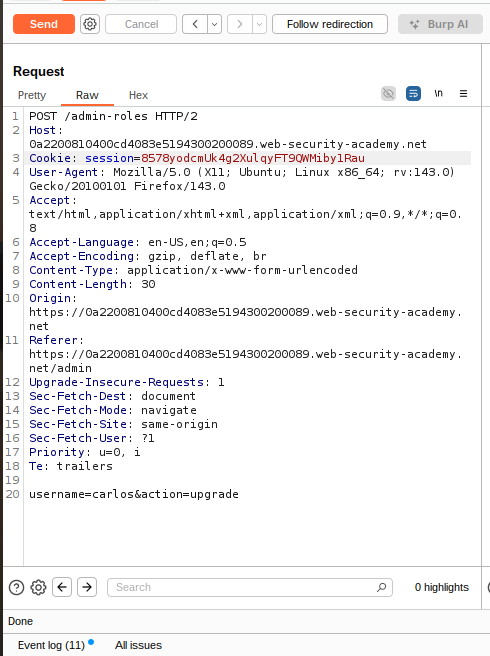 Send Cancel Follow redirection Burp AI
Request
Pretty Raw Hex \n
1 POST /admin-roles HTTP/2
2 Host:
0a2200810400cd4083e5194300200089.web-security-academy.net
3 Cookie: session=8578yodcmUk4g2XulqyFT9QWMiby1Rau
4 User-Agent: Mozilla/5.0 (X11; Ubuntu; Linux x86_64; rv:143.0)
Gecko/20100101 Firefox/143.0
5 Accept:
text/html,application/xhtml+xml,application/xml;q=0.9,*/*;q=0.
8
6 Accept-Language: en-US,en;q=0.5
7 Accept-Encoding: gzip, deflate, br
8 Content-Type: application/x-www-form-urlencoded
9 Content-Length: 30
10 Origin:
https://0a2200810400cd4083e5194300200089.web-security-academy.
net
11 Referer:
https://0a2200810400cd4083e5194300200089.web-security-academy.
net/admin
12 Upgrade-Insecure-Requests: 1
13 Sec-Fetch-Dest: document
14 Sec-Fetch-Mode: navigate
15 Sec-Fetch-Site: same-origin
16 Sec-Fetch-User: ?1
17 Priority: u=0, i
18 Te: trailers
19
20 username=carlos&action=upgrade
Search 0 highlights
Done
Event log (11) All issues